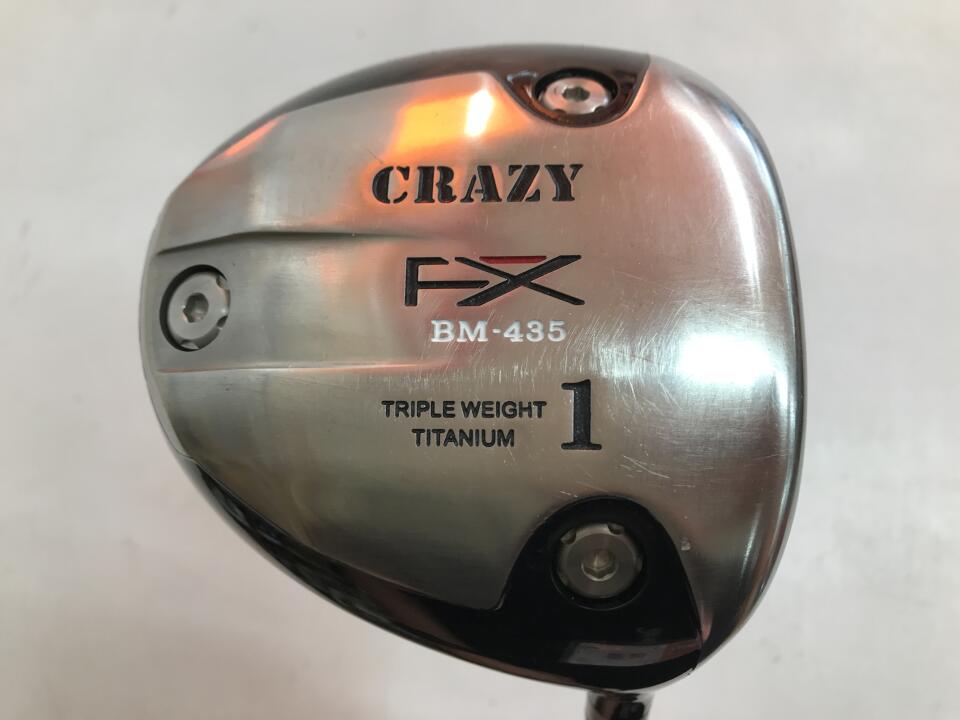 CRAZY
FX
BM-435
TRIPLE WEIGHT
TITANIUM
1